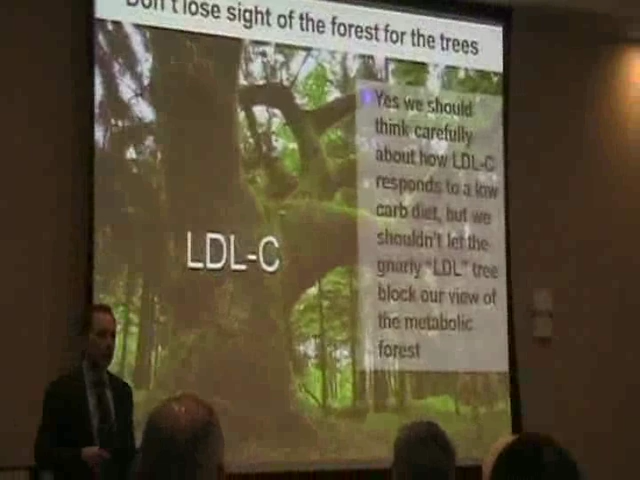 Don't lose sight of the forest for the trees
Yes we should
think carefully
about how LDL-C
responds to a low
carb diet, but we
shouldn't let the
gnarly "LDL" tree
block our view of
the metabolic
forest
LDL-C